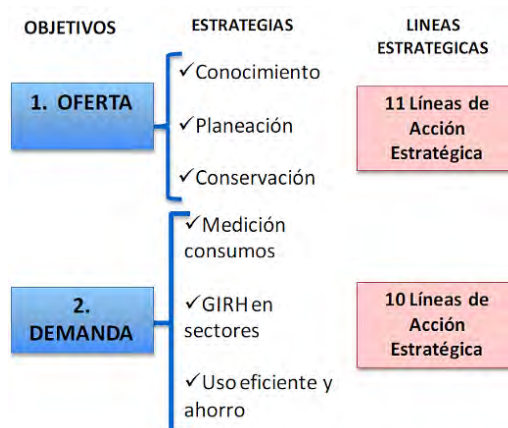 OBJETIVOS
ESTRATEGIAS
LINEAS
ESTRATEGICAS
1. OFERTA
✓Conocimiento
✓Planeación
✓Conservación
11 Líneas de
Acción
Estratégica
2.
DEMANDA
✓Medición
consumos
✓GIRH en
sectores
✓Uso eficiente y
ahorro
10 Líneas de
Acción
Estratégica